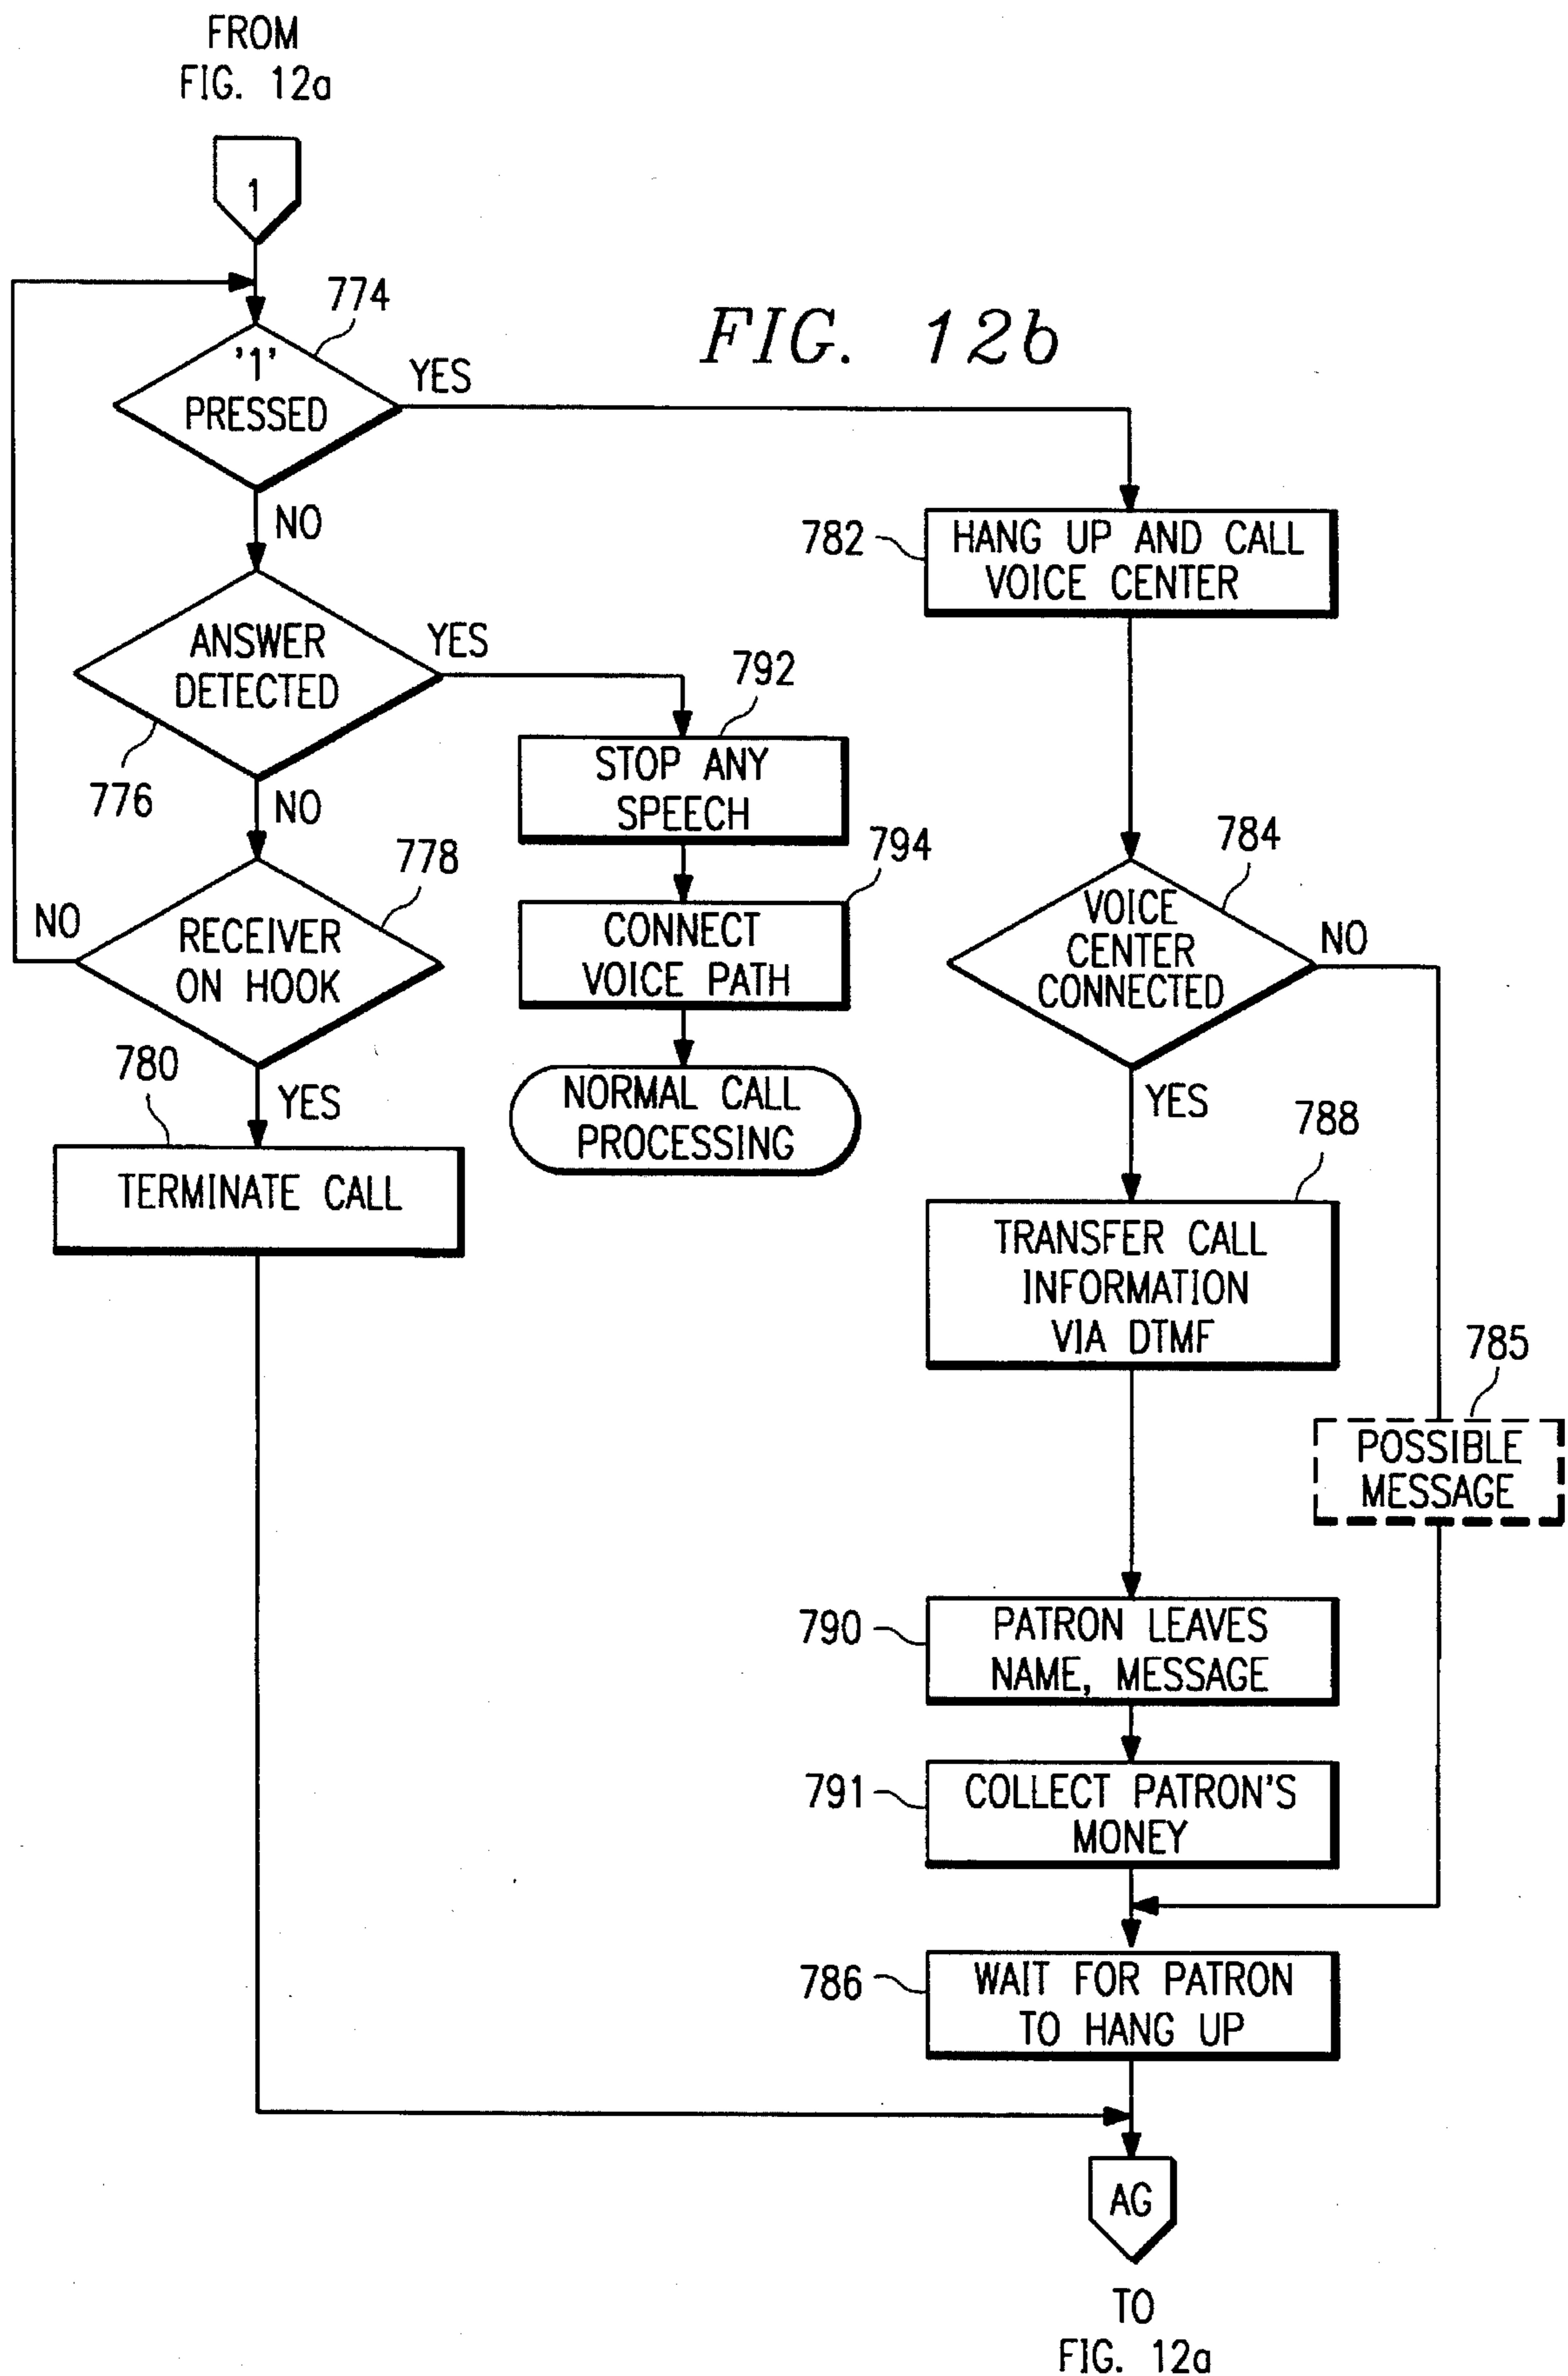 FROM
FIG. 12a
1
774
FIG. 12b
'1'
PRESSED
YES
NO
782
HANG UP AND CALL
VOICE CENTER
ANSWER
DETECTED
YES
776
NO
792
STOP ANY
SPEECH
794
CONNECT
VOICE PATH
NORMAL CALL
PROCESSING
778
RECEIVER
ON HOOK
NO
YES
780
TERMINATE CALL
784
VOICE
CENTER
CONNECTED
NO
YES
788
TRANSFER CALL
INFORMATION
VIA DTMF
785
POSSIBLE
MESSAGE
790
PATRON LEAVES
NAME, MESSAGE
791
COLLECT PATRON'S
MONEY
786
WAIT FOR PATRON
TO HANG UP
AG
TO
FIG. 12a